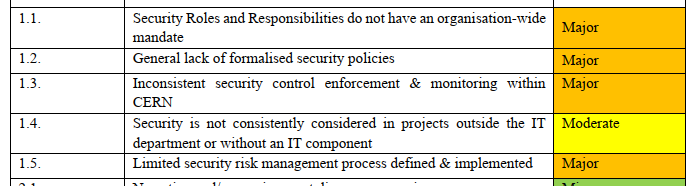 1.1. Security Roles and Responsibilities do not have an organisation-wide
mandate
Major
1.2. General lack of formalised security policies Major
1.3. Inconsistent security control enforcement & monitoring within Major
CERN
1.4. Security is not consistently considered in projects outside the IT Moderate
department or without an IT component
1.5. Limited security risk management process defined & implemented Major